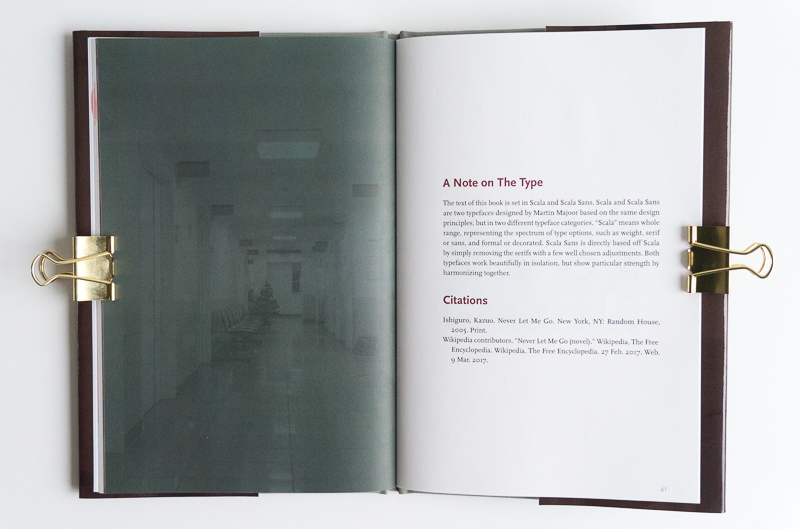 A Note on The Type
The text of this book is set in Scala and Scala Sans. Scala and Scala Sans
are two typefaces designed by Martin Majoor based on the same design
principles, but in two different typeface categories. “Scala” means whole
range, representing the spectrum of type options, such as weight, serif
or sans, and formal or decorated. Scala Sans is directly based off Scala
by simply removing the serifs with a few well chosen adjustments. Both
typefaces work beautifully in isolation, but show particular strength by
harmonizing together.
Citations
Ishiguro, Kazuo. Never Let Me Go. New York, NY: Random House,
2005. Print.
Wikipedia contributors. "Never Let Me Go (novel)." Wikipedia, The Free
Encyclopedia. Wikipedia, The Free Encyclopedia. 27 Feb. 2017. Web.
9 Mar. 2017.